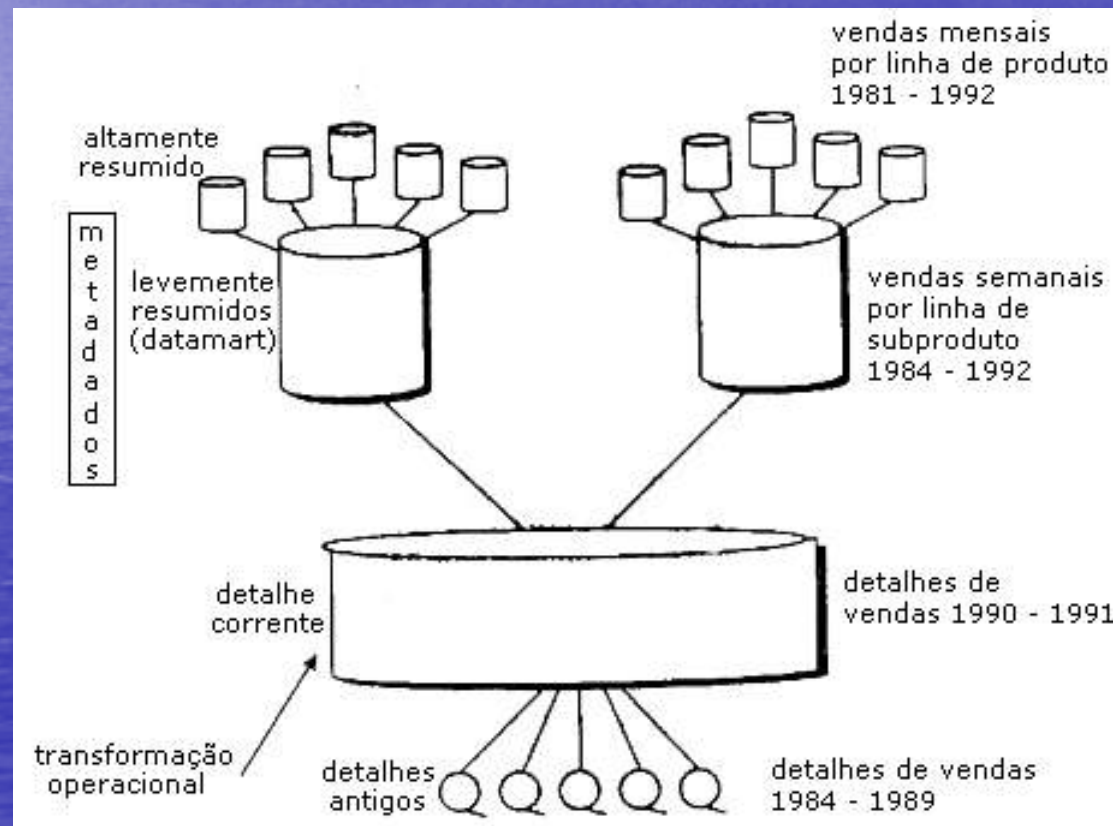 vendas mensais
por linha de produto
1981 - 1992
altamente
resumido
metadados
levemente
resumidos
(datamart)
vendas semanais
por linha de
subproduto
1984 - 1992
detalhe
corrente
detalhes de
vendas 1990 - 1991
transformação
operacional
detalhes
antigos
detalhes de vendas
1984 - 1989